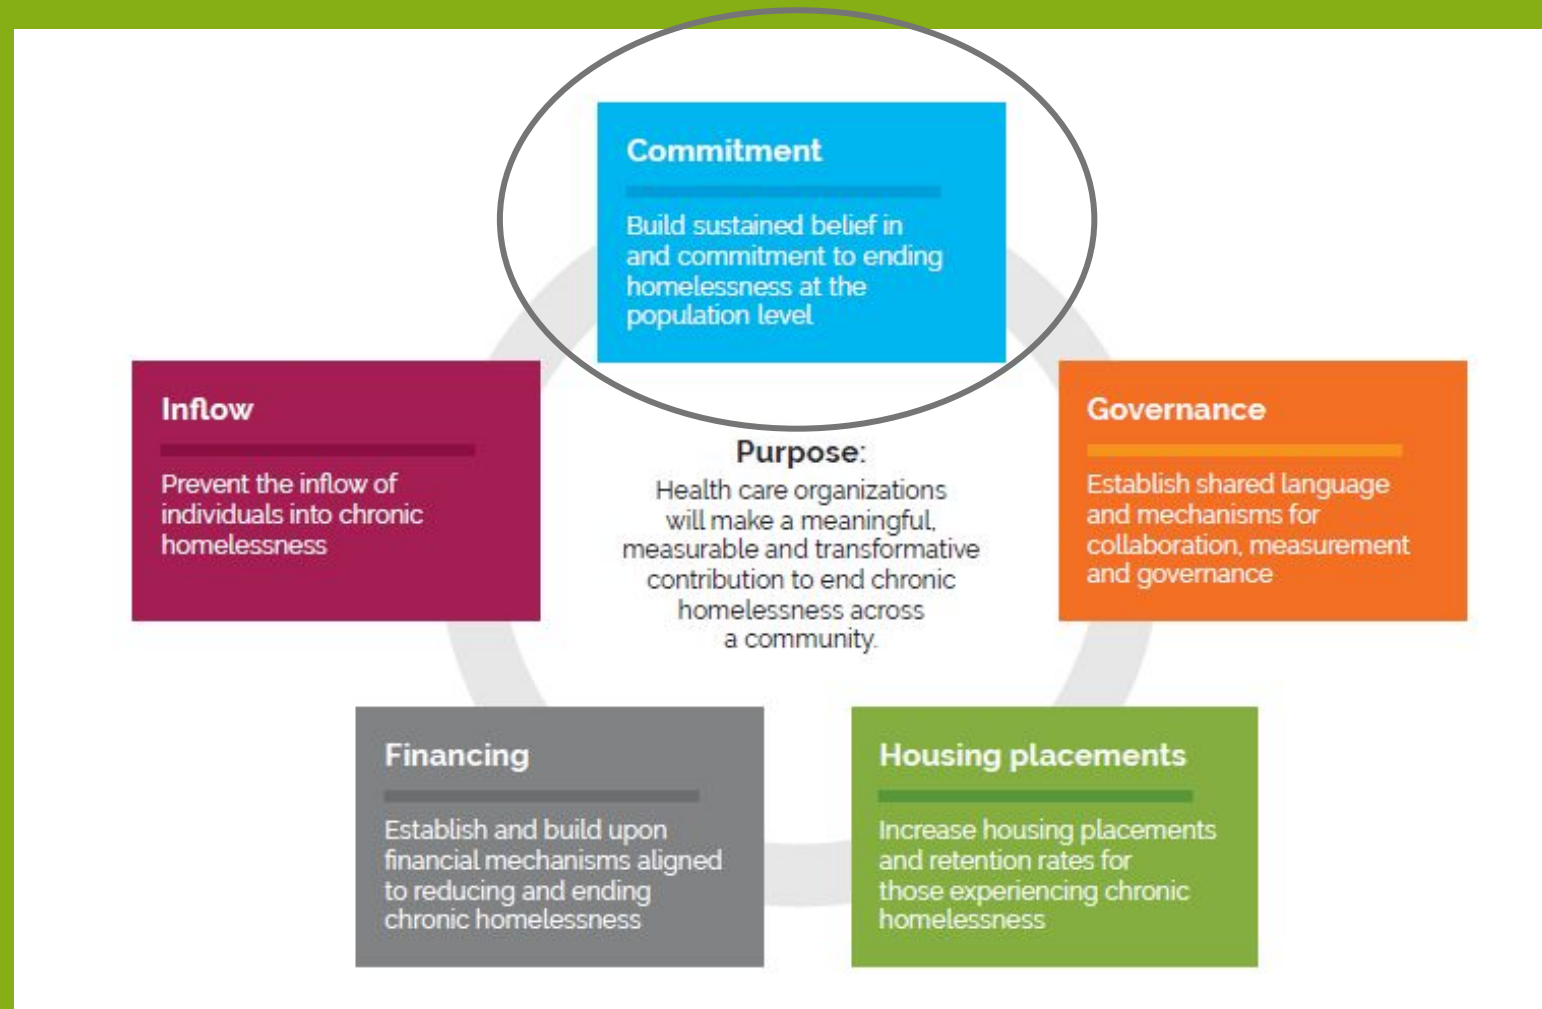 Commitment
Build sustained belief in
and commitment to ending
homelessness at the
population level
Inflow
Prevent the inflow of
individuals into chronic
homelessness
Purpose:
Health care organizations
will make a meaningful,
measurable and transformative
contribution to end chronic
homelessness across
a community.
Governance
Establish shared language
and mechanisms for
collaboration, measurement
and governance
Financing
Establish and build upon
financial mechanisms aligned
to reducing and ending
chronic homelessness
Housing placements
Increase housing placements
and retention rates for
those experiencing chronic
homelessness